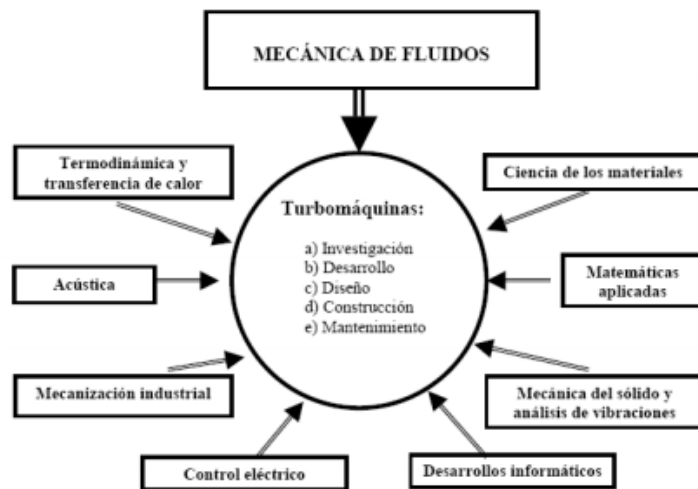 MECÁNICA DE FLUIDOS
Termodinámica y
transferencia de calor
Ciencia de los materiales
Turbomáquinas:
a) Investigación
b) Desarrollo
c) Diseño
d) Construcción
e) Mantenimiento
Acústica
Matemáticas
aplicadas
Mecanización industrial
Mecánica del sólido y
análisis de vibraciones
Control eléctrico
Desarrollos informáticos